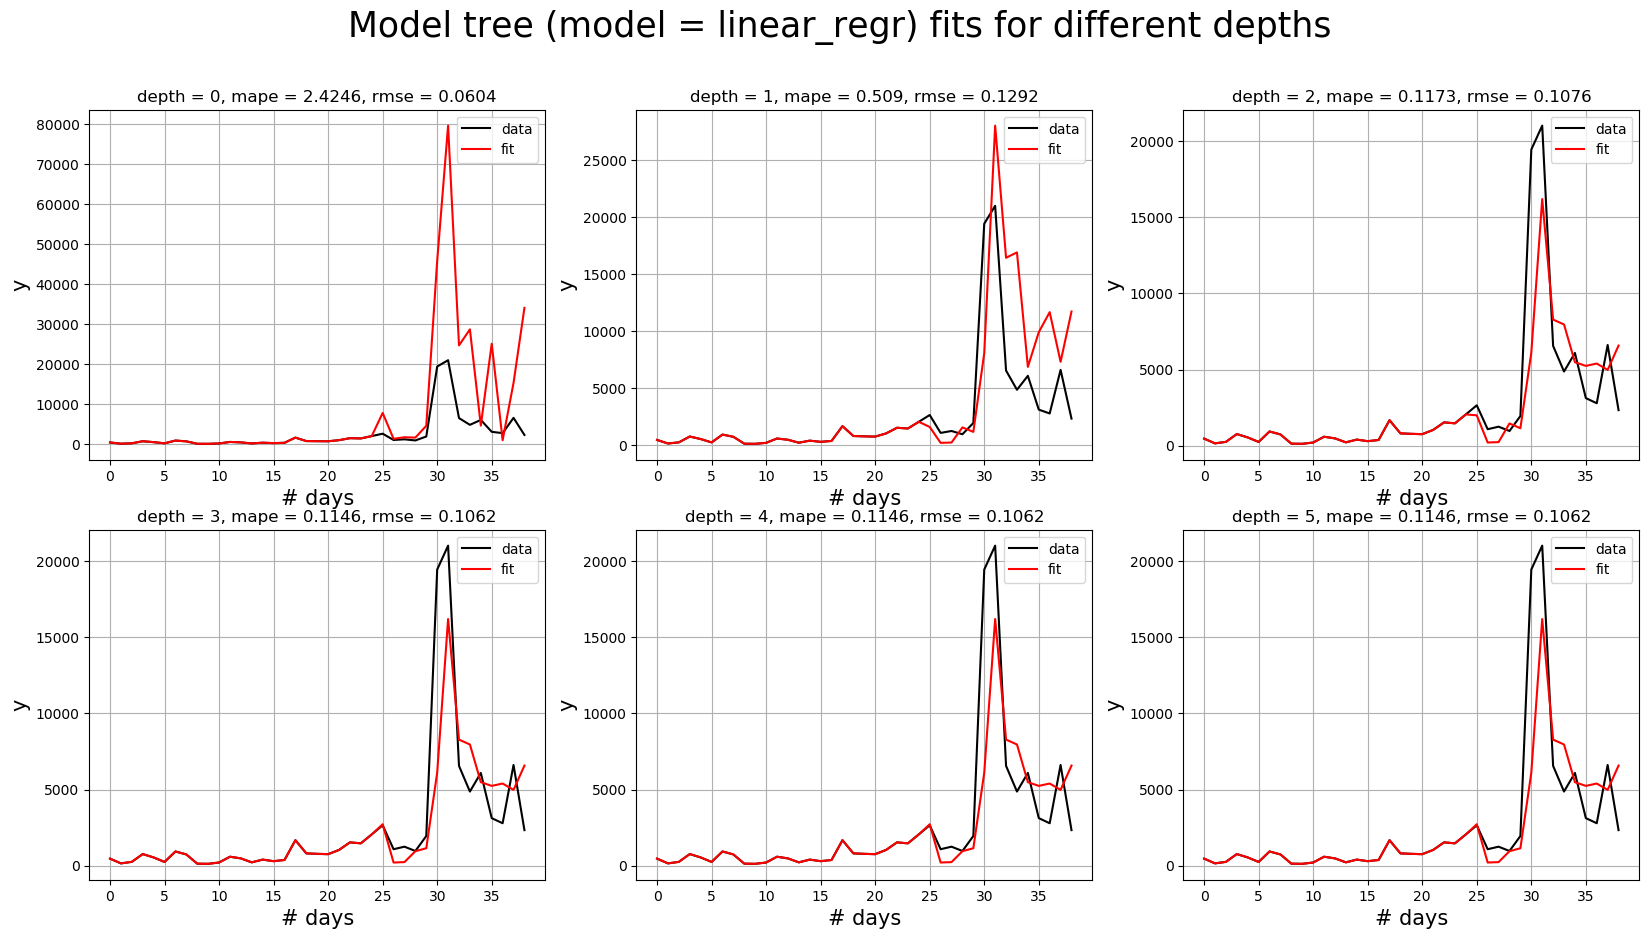 Model tree (model = linear_regr) fits for different depths
depth = 0, mape = 2.4246, rmse = 0.0604
80000
70000
60000
50000
40000
30000
20000
10000
0
y
data
fit
0 5 10 15 20 25 30 35
# days
depth = 1, mape = 0.509, rmse = 0.1292
25000
20000
15000
10000
5000
0
y
data
fit
0 5 10 15 20 25 30 35
# days
depth = 2, mape = 0.1173, rmse = 0.1076
20000
15000
10000
5000
0
y
data
fit
0 5 10 15 20 25 30 35
# days
depth = 3, mape = 0.1146, rmse = 0.1062
20000
15000
10000
5000
0
y
data
fit
0 5 10 15 20 25 30 35
# days
depth = 4, mape = 0.1146, rmse = 0.1062
20000
15000
10000
5000
0
y
data
fit
0 5 10 15 20 25 30 35
# days
depth = 5, mape = 0.1146, rmse = 0.1062
20000
15000
10000
5000
0
y
data
fit
0 5 10 15 20 25 30 35
# days